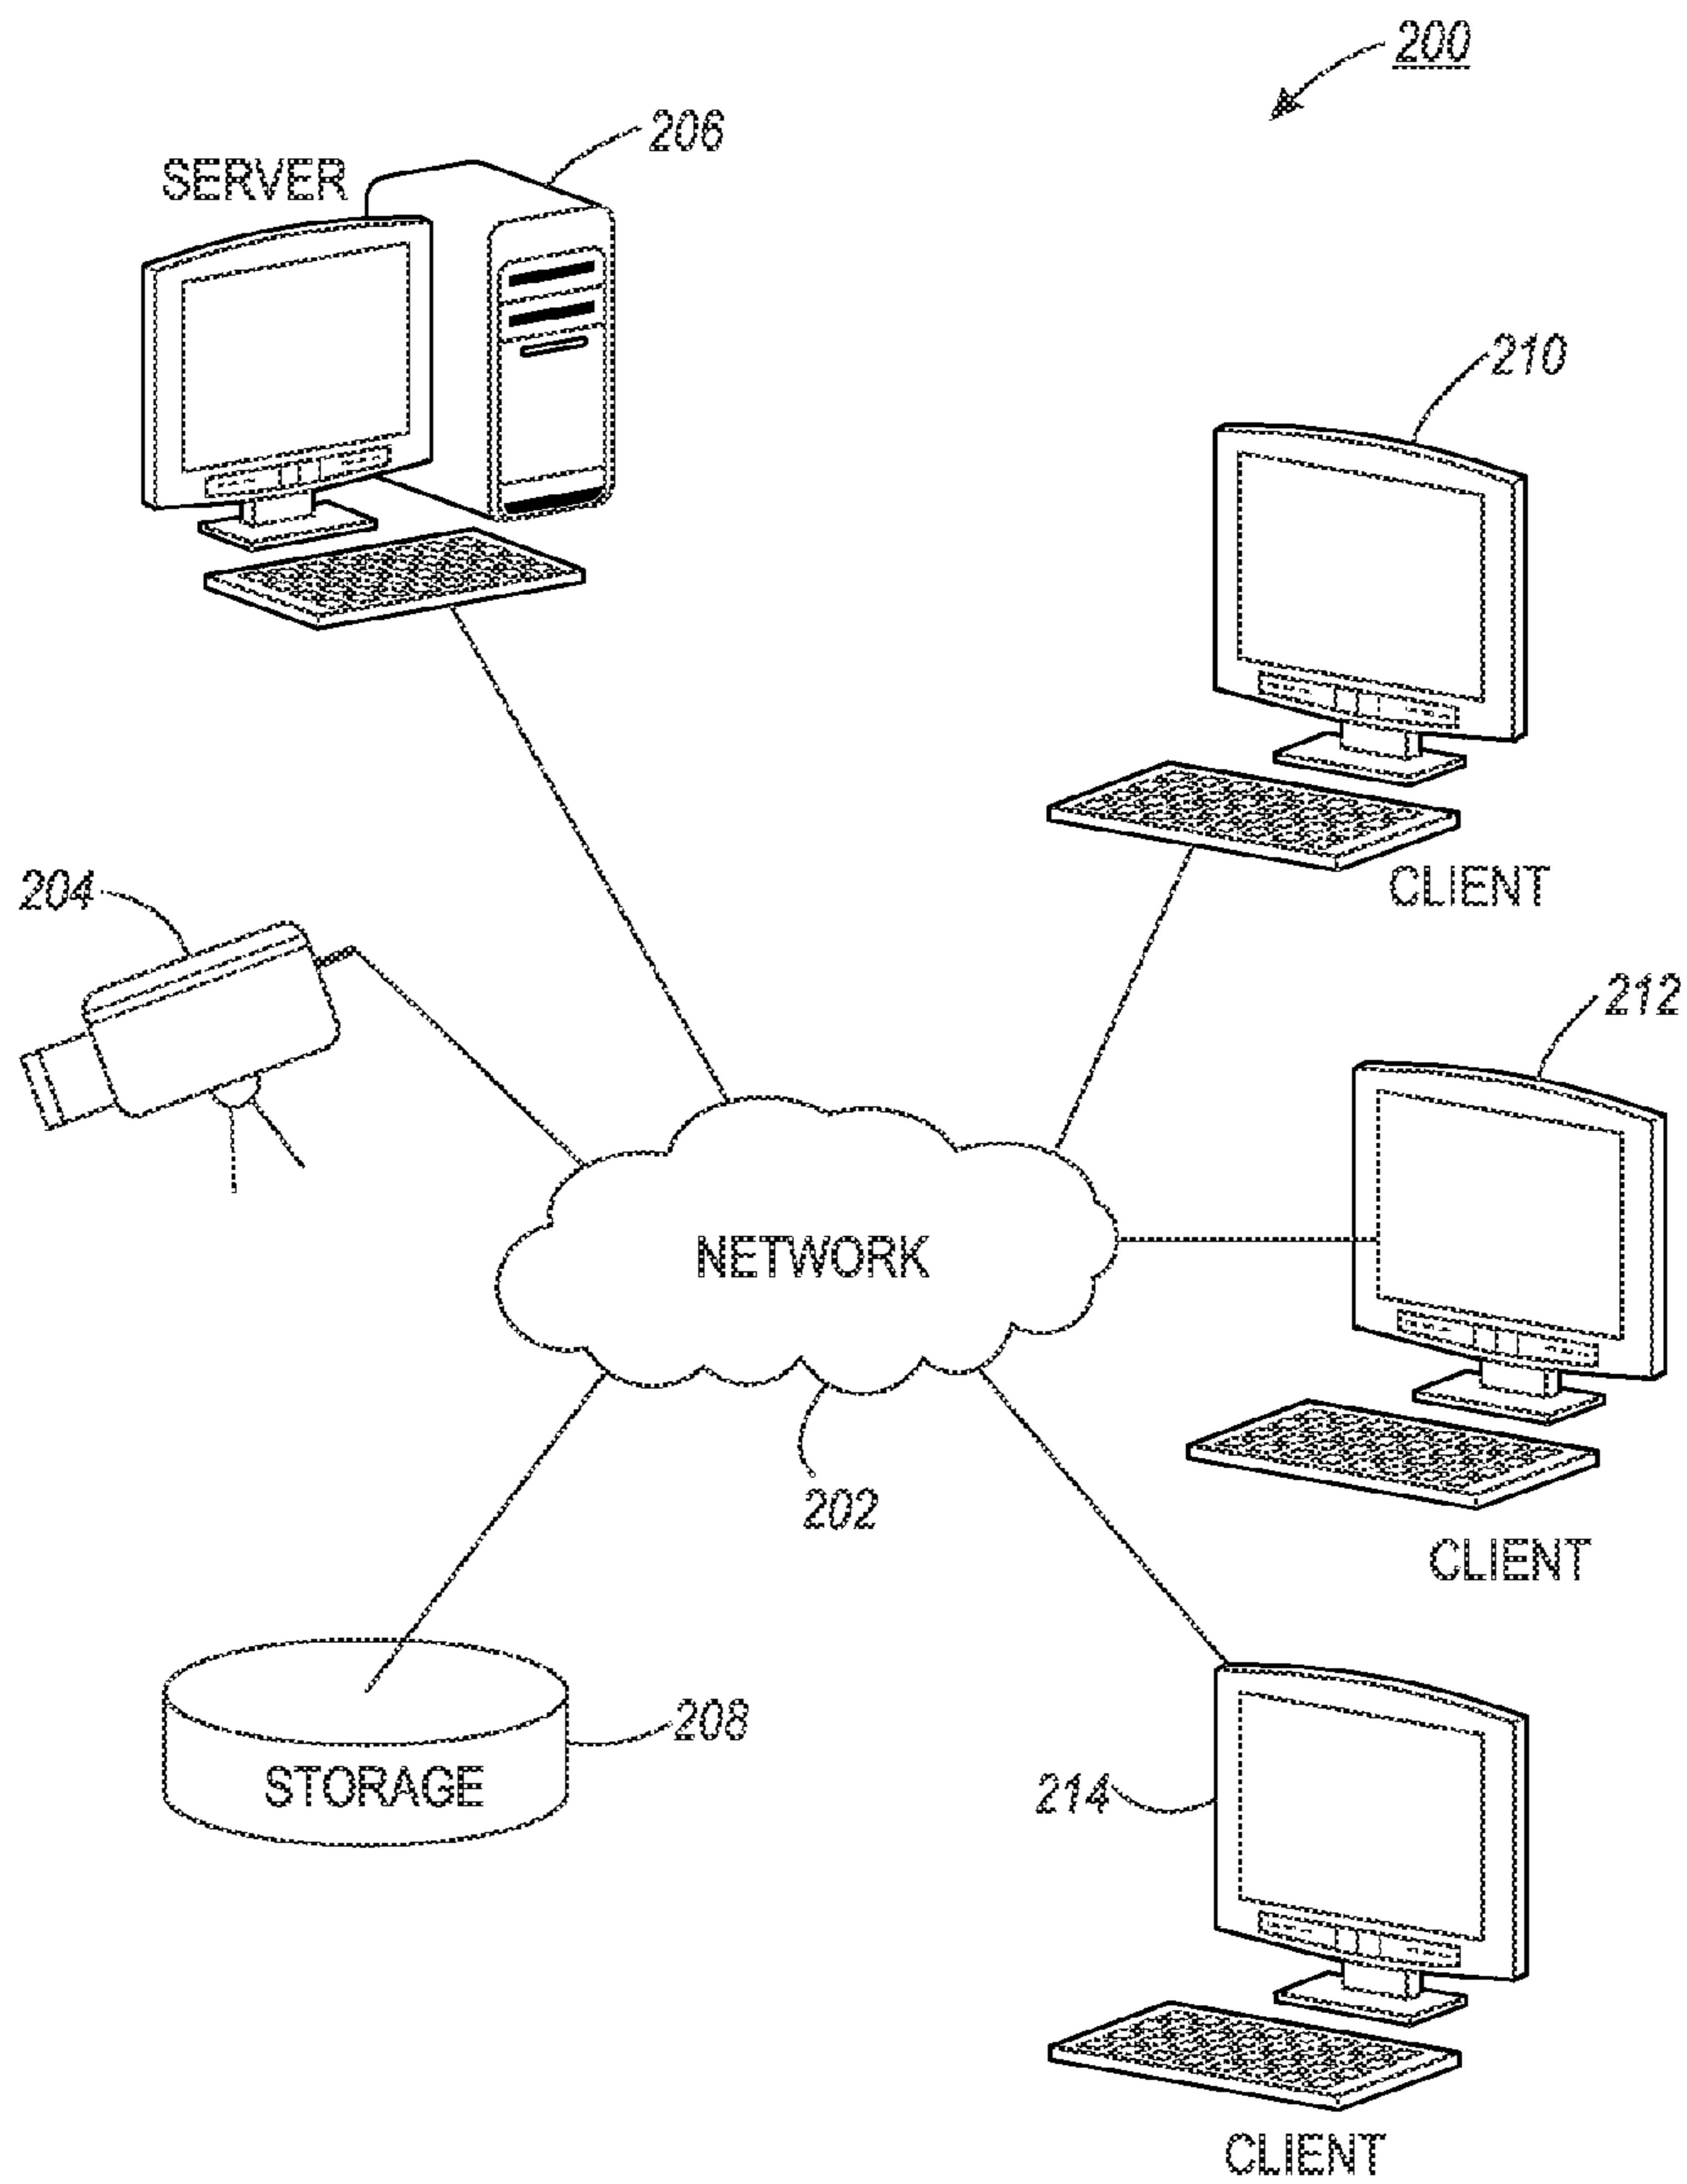 200
206
SERVER
210
204
CLIENT
212
NETWORK
202
CLIENT
208
STORAGE
214
CLIENT